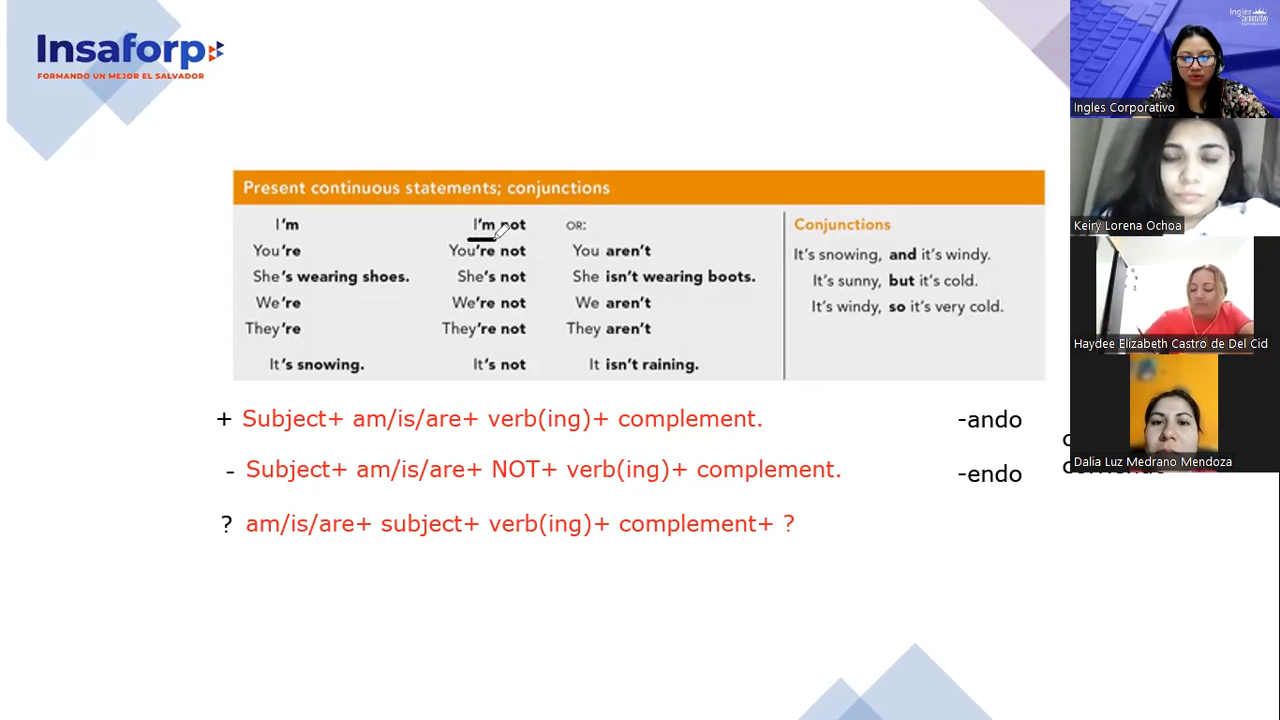 Insaforp
FORMANDO UN MEJOR EL SALVADOR
Present continuous statements; conjunctions
I'm I'm not OR: Conjunctions
You're You're not You aren't It's snowing, and it's windy.
She's wearing shoes. She's not She isn't wearing boots. It's sunny, but it's cold.
We're We're not We aren't It's windy, so it's very cold.
They're They're not They aren't
It's snowing. It's not It isn't raining.
+ Subject+ am/is/are+ verb(ing)+ complement. -ando
- Subject+ am/is/are+ NOT+ verb(ing)+ complement. -endo
? am/is/are+ subject+ verb(ing)+ complement+ ?
Ingles Corporativo
Ingles Corporativo
Keiry Lorena Ochoa
Haydee Elizabeth Castro de Del Cid
Dalia Luz Medrano Mendoza